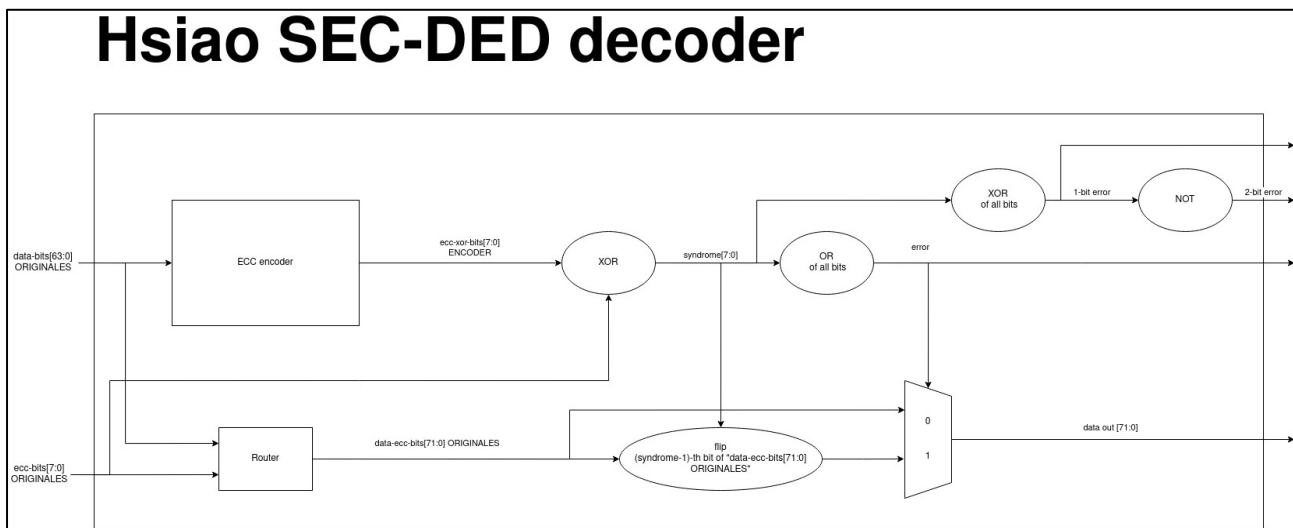 Hsiao SEC-DED decoder
XOR
of all bits
1-bit error
NOT
2-bit error
data-bits[63:0]
ORIGINALES
ECC encoder
ecc-xor-bits[7:0]
ENCODER
XOR
syndrome[7:0]
OR
of all bits
error
0
1
data out [71:0]
ecc-bits[7:0]
ORIGINALES
Router
data-ecc-bits[71:0] ORIGINALES
flip
(syndrome-1)-th bit of "data-ecc-bits[71:0]
ORIGINALES"